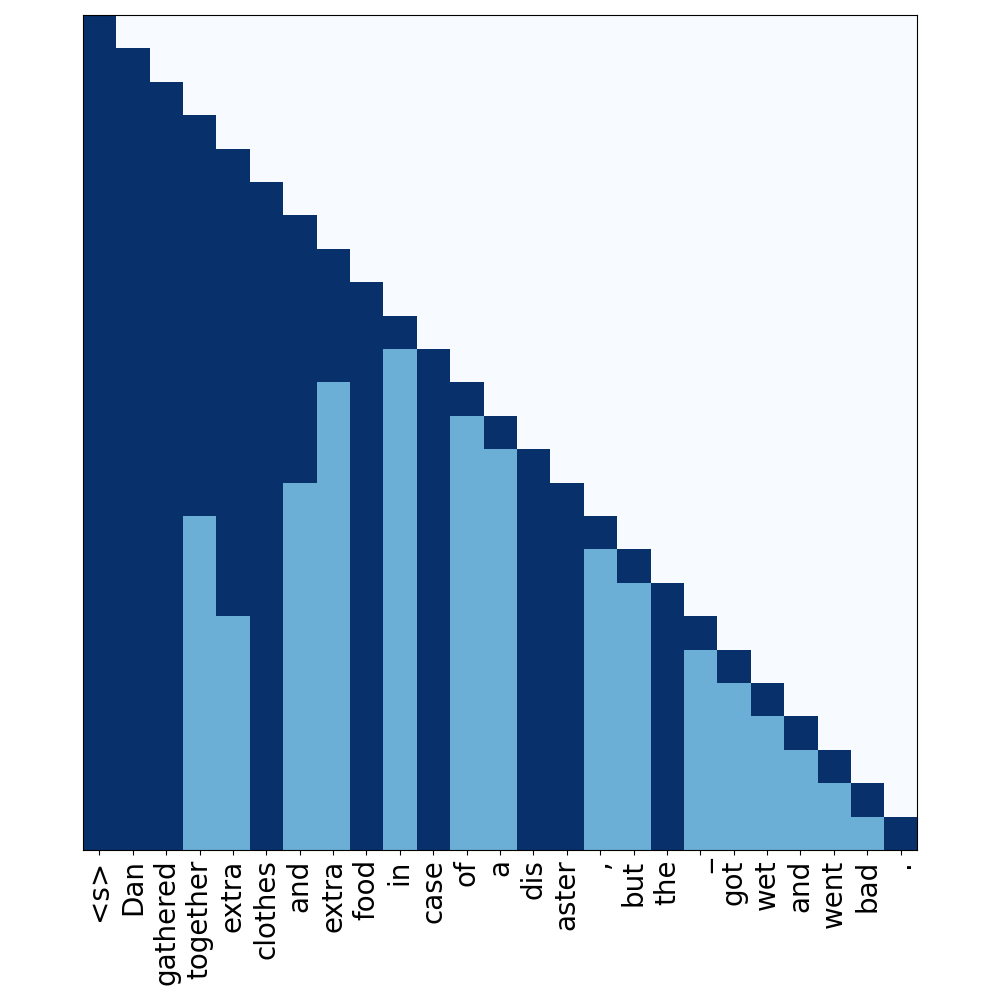 <s> Dan gathered together extra clothes and extra food in case of a dis aster , but the _ got wet and went bad .